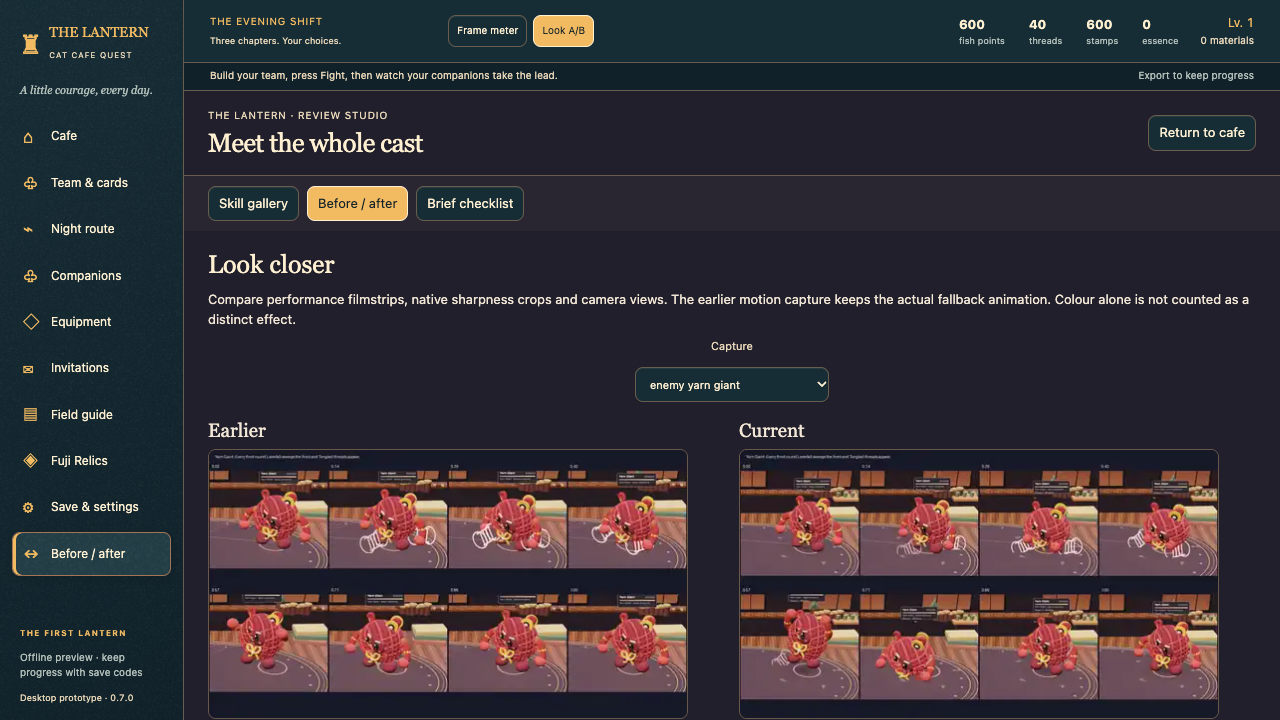 THE LANTERN
CAT CAFE QUEST
A little courage, every day.
Cafe
Team & cards
Night route
Companions
Equipment
Invitations
Field guide
Fuji Relics
Save & settings
Before / after
THE FIRST LANTERN
Offline preview · keep
progress with save codes
Desktop prototype · 0.7.0
THE EVENING SHIFT
Three chapters. Your choices.
Frame meter
Look A/B
600
fish points
40
threads
600
stamps
0
essence
Lv. 1
0 materials
Build your team, press Fight, then watch your companions take the lead.
Export to keep progress
THE LANTERN · REVIEW STUDIO
Meet the whole cast
Return to cafe
Skill gallery
Before / after
Brief checklist
Look closer
Compare performance filmstrips, native sharpness crops and camera views. The earlier motion capture keeps the actual fallback animation. Colour alone is not counted as a
distinct effect.
Capture
enemy yarn giant
Earlier
Current